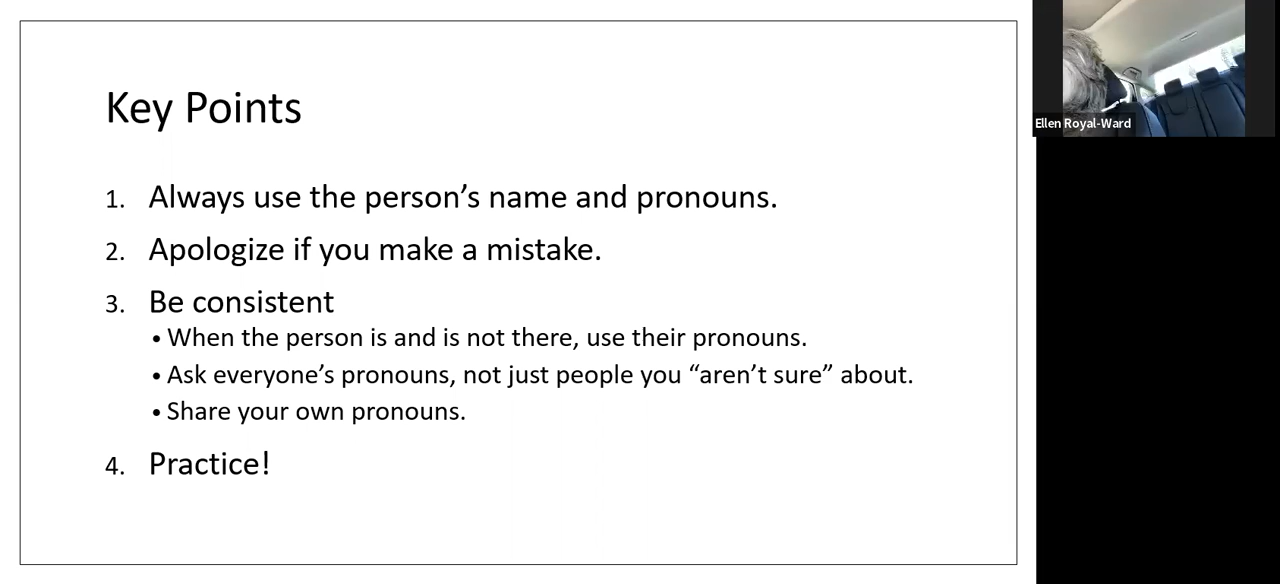 Key Points
1. Always use the person’s name and pronouns.
2. Apologize if you make a mistake.
3. Be consistent
• When the person is and is not there, use their pronouns.
• Ask everyone’s pronouns, not just people you “aren’t sure” about.
• Share your own pronouns.
4. Practice!
Ellen Royal-Ward